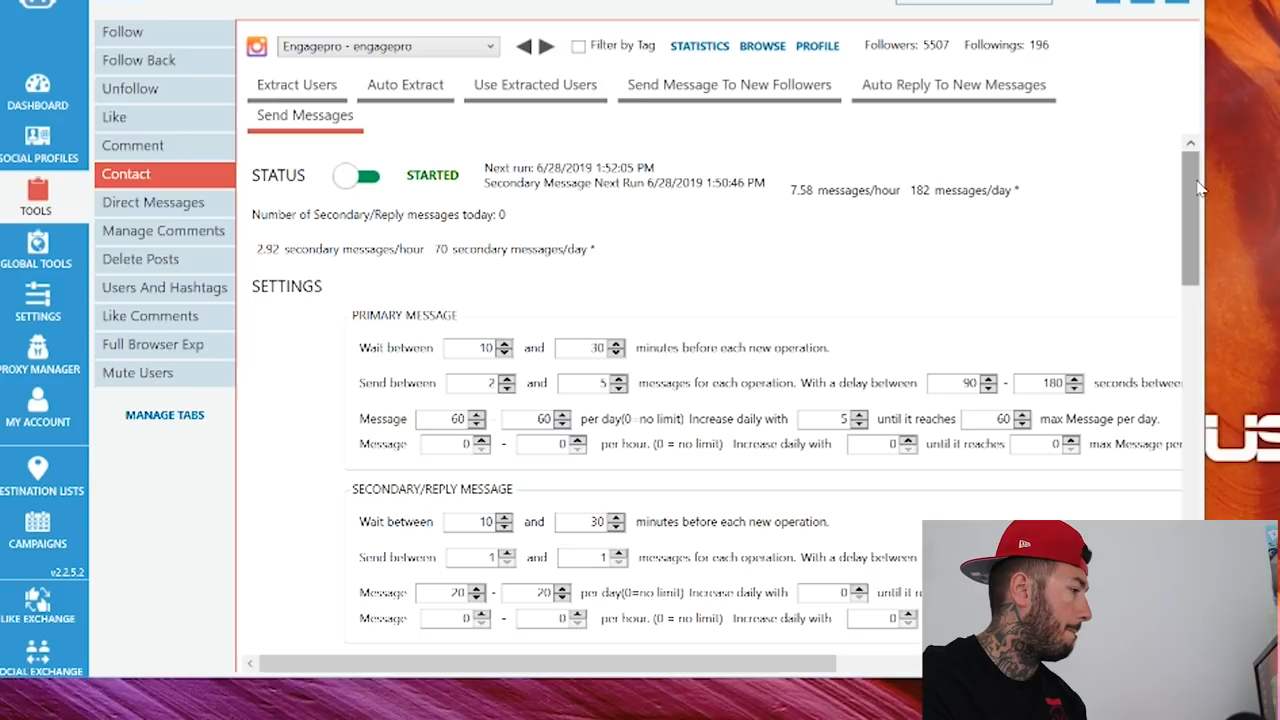 DASHBOARD
SOCIAL PROFILES
TOOLS
GLOBAL TOOLS
SETTINGS
PROXY MANAGER
MY ACCOUNT
DESTINATION LISTS
CAMPAIGNS
v2.2.5.2
LIKE EXCHANGE
SOCIAL EXCHANGE
Follow
Follow Back
Unfollow
Like
Comment
Contact
Direct Messages
Manage Comments
Delete Posts
Users And Hashtags
Like Comments
Full Browser Exp
Mute Users
MANAGE TABS
Engagepro - engagepro Filter by Tag STATISTICS BROWSE PROFILE Followers: 5507 Followings: 196
Extract Users Auto Extract Use Extracted Users Send Message To New Followers Auto Reply To New Messages
Send Messages
STATUS STARTED Next run: 6/28/2019 1:52:05 PM
Secondary Message Next Run 6/28/2019 1:50:46 PM
7.58 messages/hour 182 messages/day *
Number of Secondary/Reply messages today: 0
2.92 secondary messages/hour 70 secondary messages/day *
SETTINGS
PRIMARY MESSAGE
Wait between 10 and 30 minutes before each new operation.
Send between 2 and 5 messages for each operation. With a delay between 90 - 180 seconds betwee
Message 60 - 60 per day(0=no limit) Increase daily with 5 until it reaches 60 max Message per day.
Message 0 - 0 per hour. (0 = no limit) Increase daily with 0 until it reaches 0 max Message per
SECONDARY/REPLY MESSAGE
Wait between 10 and 30 minutes before each new operation.
Send between 1 and 1 messages for each operation. With a delay between
Message 20 - 20 per day(0=no limit) Increase daily with 0 until it re
Message 0 - 0 per hour. (0 = no limit) Increase daily with 0